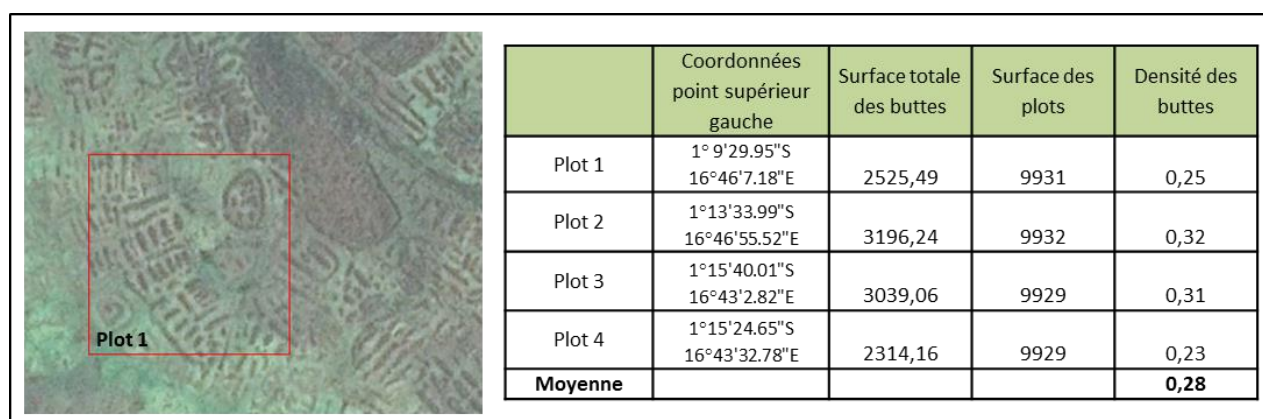 Plot 1
Coordonnées point supérieur gauche Surface totale des buttes Surface des plots Densité des buttes
Plot 1 1° 9'29.95"S 16°46'7.18"E 2525,49 9931 0,25
Plot 2 1°13'33.99"S 16°46'55.52"E 3196,24 9932 0,32
Plot 3 1°15'40.01"S 16°43'2.82"E 3039,06 9929 0,31
Plot 4 1°15'24.65"S 16°43'32.78"E 2314,16 9929 0,23
Moyenne 0,28